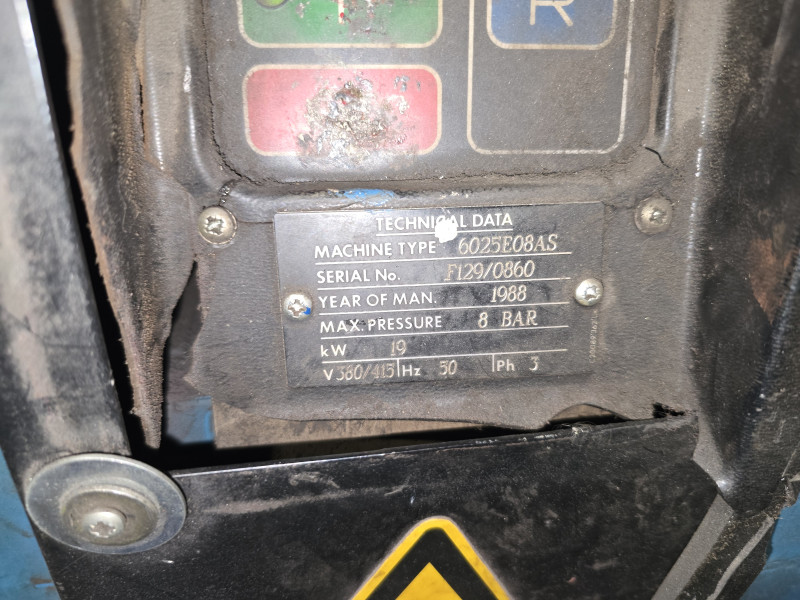 R
TECHNICAL DATA
MACHINE TYPE 6025E08AS
SERIAL No. F129/0860
YEAR OF MAN. 1988
MAX. PRESSURE 8 BAR
kW 19
V 380/415 Hz 50 Ph 3